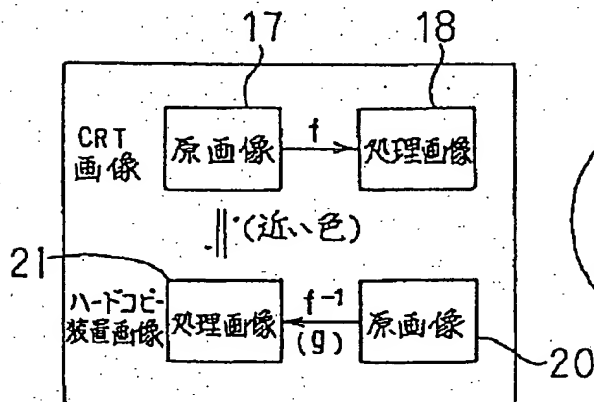 17
18
CRT
画像
原画像
f
処理画像
‖ (近い色)
21
ハードコピー
装置画像
処理画像
f-1
(g)
原画像
20